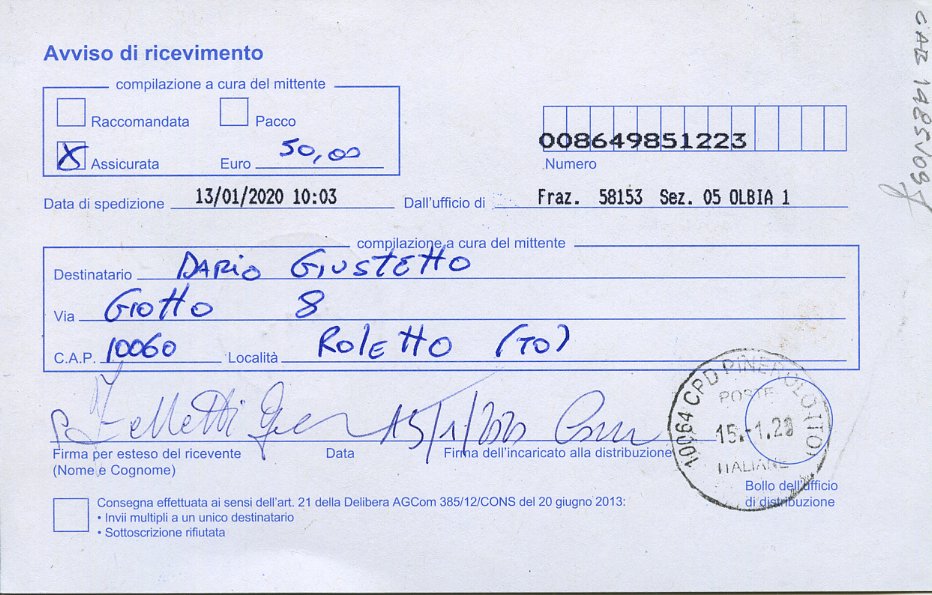 Avviso di ricevimento
compilazione a cura del mittente
Raccomandata Pacco
X Assicurata Euro 50,00
008649851223
Numero
Data di spedizione 13/01/2020 10:03 Dall'ufficio di Fraz. 58153 Sez. 05 OLBIA 1
compilazione a cura del mittente
Destinatario DARIO GIUSTETTO
Via GIOTTO 8
C.A.P. 10060 Località ROLETTO (TO)
15/1/2020
Firma per esteso del ricevente
(Nome e Cognome)
Data
Firma dell'incaricato alla distribuzione
10064 CPD PINEROLO (TO)
POSTE
15.-1.20
ITALIANE
Bollo dell'ufficio
di distribuzione
Consegna effettuata ai sensi dell'art. 21 della Delibera AGCom 385/12/CONS del 20 giugno 2013:
• Invii multipli a un unico destinatario
• Sottoscrizione rifiutata